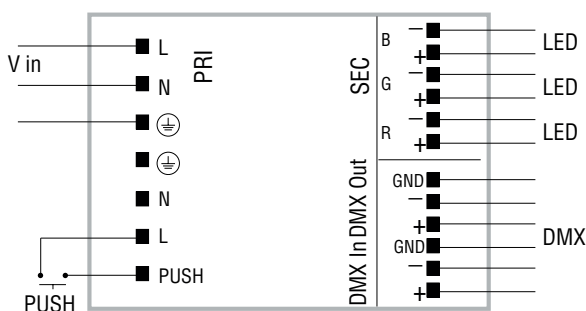 V in
L
N
N
L
PUSH
PUSH
PRI
SEC
B
−
+
LED
G
−
+
LED
R
−
+
LED
DMX Out
GND
−
+
DMX In
GND
−
+
DMX